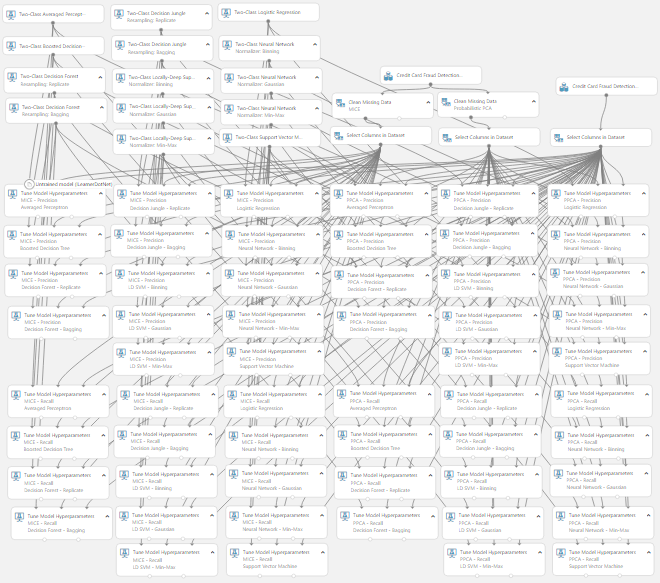 Two-Class Averaged Percept...
Two-Class Decision Jungle
Resampling: Replicate
Two-Class Logistic Regression
Two-Class Boosted Decision...
Two-Class Decision Jungle
Resampling: Bagging
Two-Class Neural Network
Normalizer: Binning
Two-Class Decision Forest
Resampling: Replicate
Two-Class Locally-Deep Sup...
Normalizer: Binning
Two-Class Neural Network
Normalizer: Gaussian
Credit Card Fraud Detection...
Credit Card Fraud Detection...
Two-Class Decision Forest
Resampling: Bagging
Two-Class Locally-Deep Sup...
Normalizer: Gaussian
Two-Class Neural Network
Normalizer: Min-Max
Clean Missing Data
MICE
Clean Missing Data
Probabilistic PCA
Two-Class Locally-Deep Sup...
Normalizer: Min-Max
Two-Class Support Vector M...
Select Columns in Dataset
Select Columns in Dataset
Select Columns in Dataset
Untrained model (ILearnerDotNet)
Tune Model Hyperparameters
MICE - Precision
Averaged Perceptron
Tune Model Hyperparameters
MICE - Precision
Decision Jungle - Replicate
Tune Model Hyperparameters
MICE - Precision
Logistic Regression
Tune Model Hyperparameters
PPCA - Precision
Averaged Perceptron
Tune Model Hyperparameters
PPCA - Precision
Decision Jungle - Replicate
Tune Model Hyperparameters
PPCA - Precision
Logistic Regression
Tune Model Hyperparameters
MICE - Precision
Boosted Decision Tree
Tune Model Hyperparameters
MICE - Precision
Decision Jungle - Bagging
Tune Model Hyperparameters
MICE - Precision
Neural Network - Binning
Tune Model Hyperparameters
PPCA - Precision
Boosted Decision Tree
Tune Model Hyperparameters
PPCA - Precision
Decision Jungle - Bagging
Tune Model Hyperparameters
PPCA - Precision
Neural Network - Binning
Tune Model Hyperparameters
MICE - Precision
Decision Forest - Replicate
Tune Model Hyperparameters
MICE - Precision
LD SVM - Binning
Tune Model Hyperparameters
MICE - Precision
Neural Network - Gaussian
Tune Model Hyperparameters
PPCA - Precision
Decision Forest - Replicate
Tune Model Hyperparameters
PPCA - Precision
LD SVM - Binning
Tune Model Hyperparameters
PPCA - Precision
Neural Network - Gaussian
Tune Model Hyperparameters
MICE - Precision
Decision Forest - Bagging
Tune Model Hyperparameters
MICE - Precision
LD SVM - Gaussian
Tune Model Hyperparameters
MICE - Precision
Neural Network - Min-Max
Tune Model Hyperparameters
PPCA - Precision
Decision Forest - Bagging
Tune Model Hyperparameters
PPCA - Precision
LD SVM - Gaussian
Tune Model Hyperparameters
PPCA - Precision
Neural Network - Min-Max
Tune Model Hyperparameters
MICE - Precision
LD SVM - Min-Max
Tune Model Hyperparameters
MICE - Precision
Support Vector Machine
Tune Model Hyperparameters
PPCA - Precision
LD SVM - Min-Max
Tune Model Hyperparameters
PPCA - Precision
Support Vector Machine
Tune Model Hyperparameters
MICE - Recall
Averaged Perceptron
Tune Model Hyperparameters
MICE - Recall
Decision Jungle - Replicate
Tune Model Hyperparameters
MICE - Recall
Logistic Regression
Tune Model Hyperparameters
PPCA - Recall
Averaged Perceptron
Tune Model Hyperparameters
PPCA - Recall
Decision Jungle - Replicate
Tune Model Hyperparameters
PPCA - Recall
Logistic Regression
Tune Model Hyperparameters
MICE - Recall
Boosted Decision Tree
Tune Model Hyperparameters
MICE - Recall
Decision Jungle - Bagging
Tune Model Hyperparameters
MICE - Recall
Neural Network - Binning
Tune Model Hyperparameters
PPCA - Recall
Boosted Decision Tree
Tune Model Hyperparameters
PPCA - Recall
Decision Jungle - Bagging
Tune Model Hyperparameters
PPCA - Recall
Neural Network - Binning
Tune Model Hyperparameters
MICE - Recall
Decision Forest - Replicate
Tune Model Hyperparameters
MICE - Recall
LD SVM - Binning
Tune Model Hyperparameters
MICE - Recall
Neural Network - Gaussian
Tune Model Hyperparameters
PPCA - Recall
Decision Forest - Replicate
Tune Model Hyperparameters
PPCA - Recall
LD SVM - Binning
Tune Model Hyperparameters
PPCA - Recall
Neural Network - Gaussian
Tune Model Hyperparameters
MICE - Recall
Decision Forest - Bagging
Tune Model Hyperparameters
MICE - Recall
LD SVM - Gaussian
Tune Model Hyperparameters
MICE - Recall
Neural Network - Min-Max
Tune Model Hyperparameters
PPCA - Recall
Decision Forest - Bagging
Tune Model Hyperparameters
PPCA - Recall
LD SVM - Gaussian
Tune Model Hyperparameters
PPCA - Recall
Neural Network - Min-Max
Tune Model Hyperparameters
MICE - Recall
LD SVM - Min-Max
Tune Model Hyperparameters
MICE - Recall
Support Vector Machine
Tune Model Hyperparameters
PPCA - Recall
LD SVM - Min-Max
Tune Model Hyperparameters
PPCA - Recall
Support Vector Machine